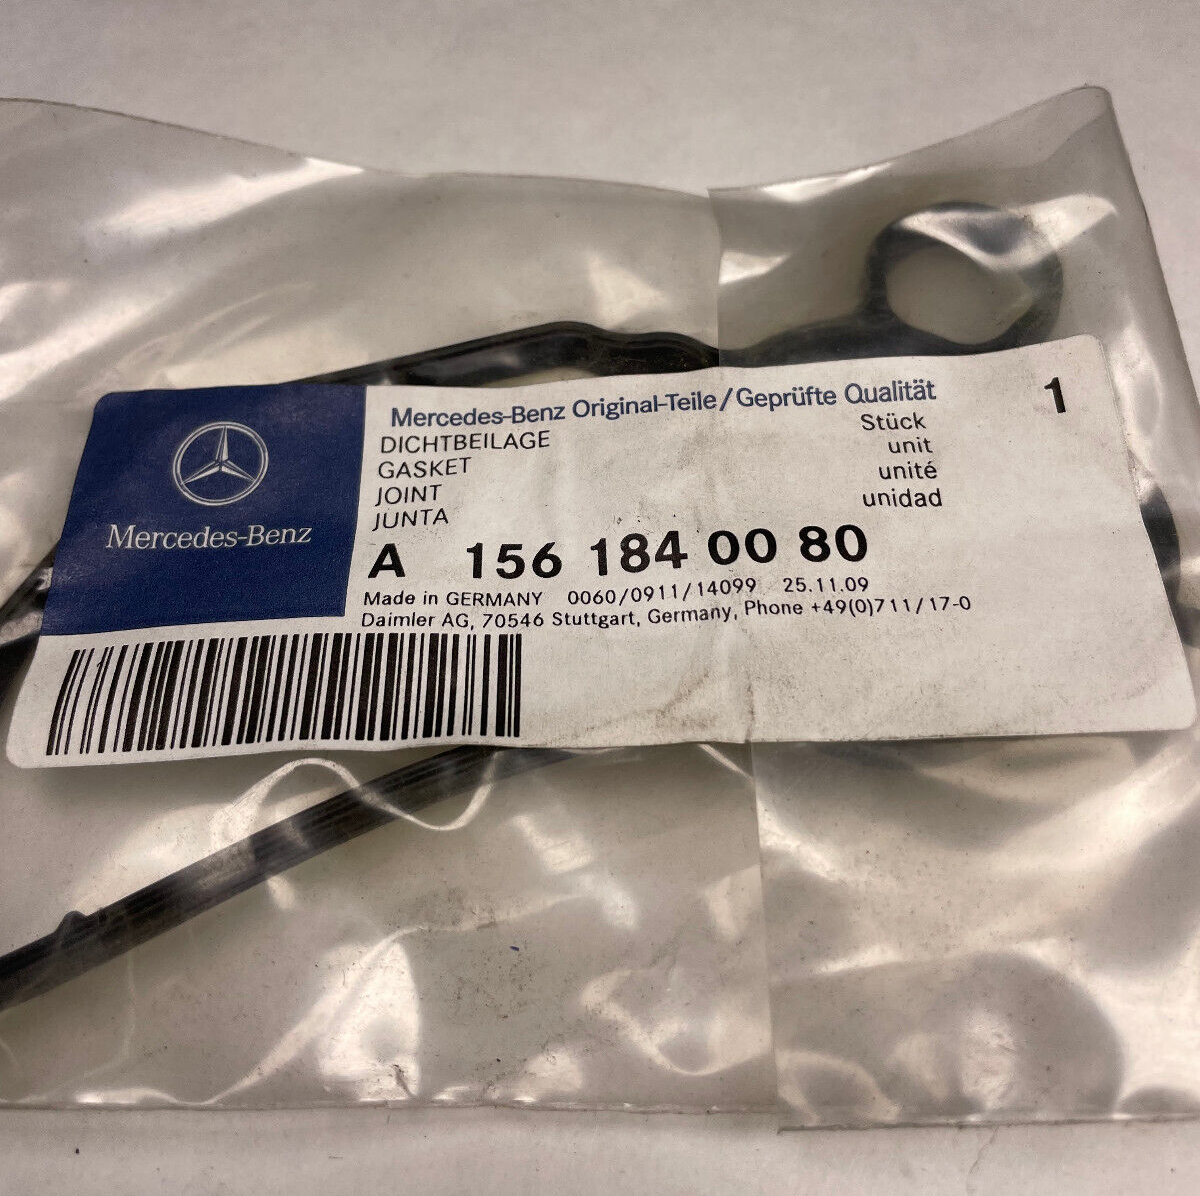 Mercedes-Benz
Mercedes-Benz Original-Teile/Geprüfte Qualität
DICHTBEILAGE
GASKET
JOINT
JUNTA
Stück
unit
unité
unidad
1
A 156 184 00 80
Made in GERMANY 0060/0911/14099 25.11.09
Daimler AG, 70546 Stuttgart, Germany, Phone +49(0)711/17-0